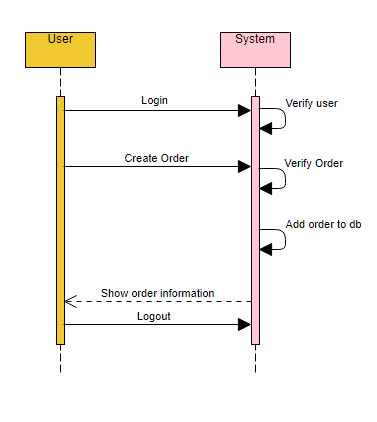 User
System
Login
Verify user
Create Order
Verify Order
Add order to db
Show order information
Logout